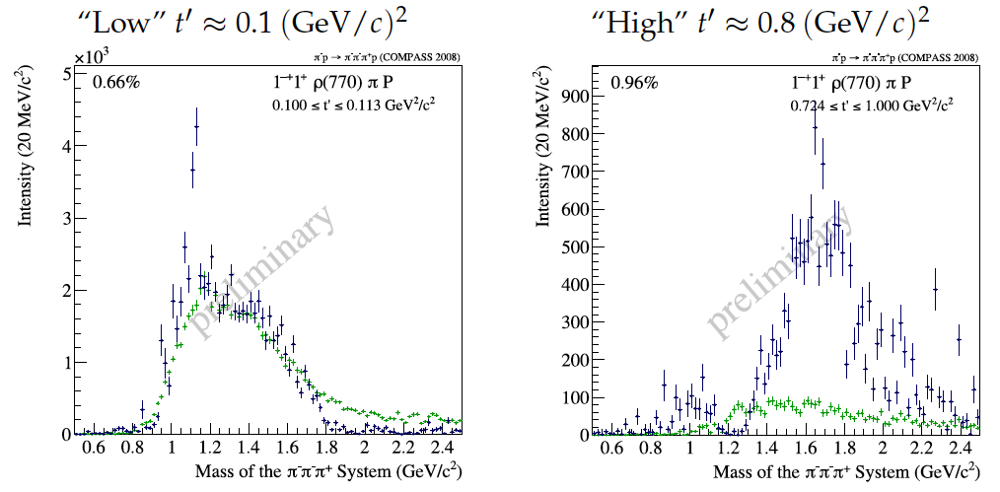 “Low” t′ ≈ 0.1 (GeV/c)²
×10³
π⁻p → π⁻π⁻π⁺p (COMPASS 2008)
0.66%
1⁻⁺1⁺ ρ(770) π P
0.100 ≤ t' ≤ 0.113 GeV²/c²
Intensity (20 MeV/c²)
5
4
3
2
1
0
preliminary
1 1.2 1.4 1.6 1.8 2 2.2 2.4
Mass of the π⁻π⁻π⁺ System (GeV/c²)
“High” t′ ≈ 0.8 (GeV/c)²
π⁻p → π⁻π⁻π⁺p (COMPASS 2008)
0.96%
1⁻⁺1⁺ ρ(770) π P
0.724 ≤ t' ≤ 1.000 GeV²/c²
Intensity (20 MeV/c²)
900
800
700
600
500
400
300
200
100
0
preliminary
0.6 0.8 1 1.2 1.4 1.6 1.8 2 2.2 2.4
Mass of the π⁻π⁻π⁺ System (GeV/c²)